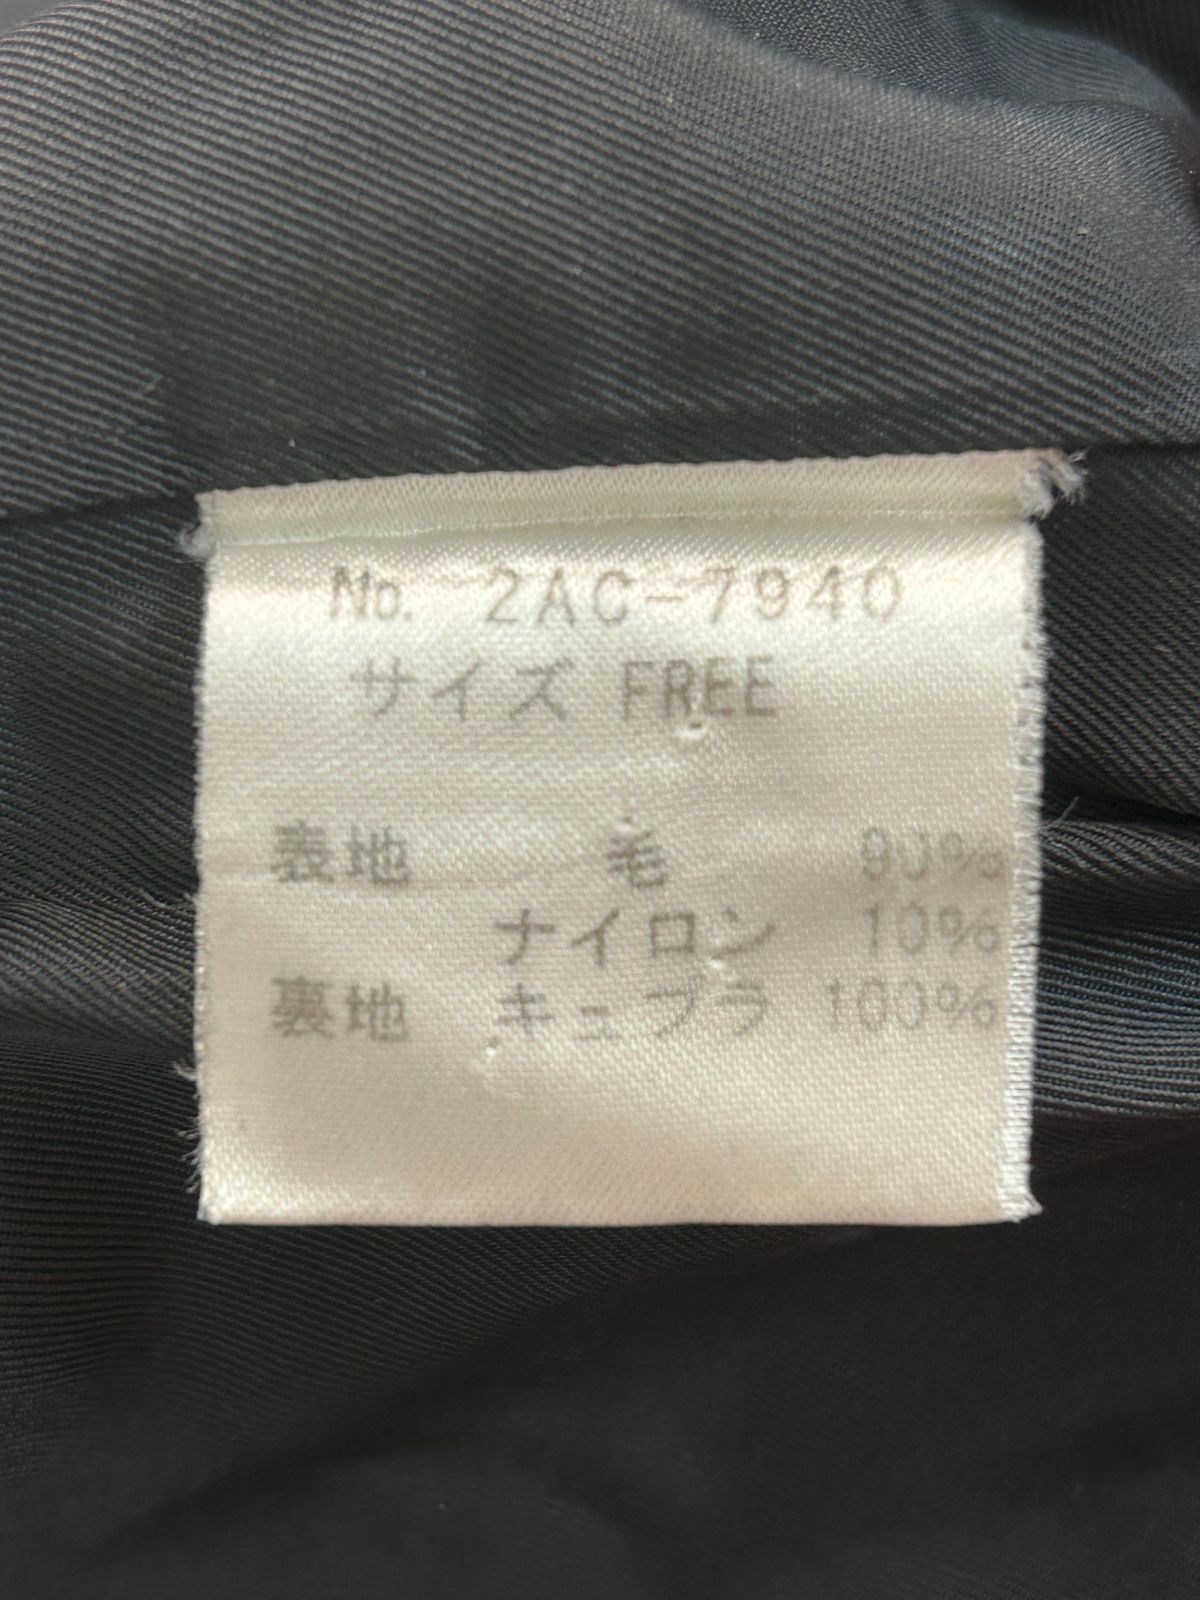 No. 2AC-7940
サイズ FREE
表地 毛 90%
ナイロン 10%
裏地 キュプラ 100%